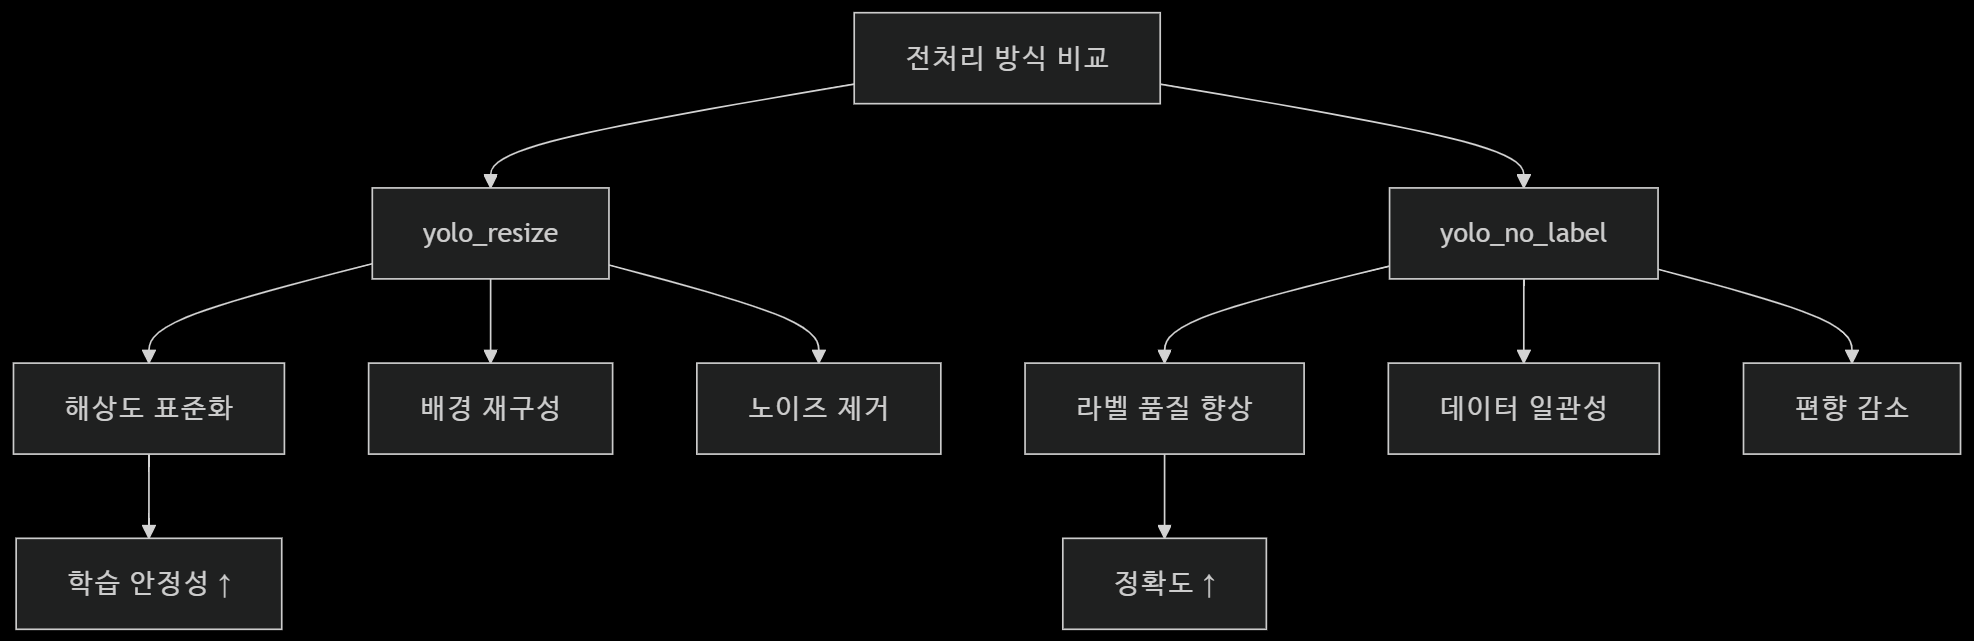 전처리 방식 비교
yolo_resize
yolo_no_label
해상도 표준화
배경 재구성
노이즈 제거
라벨 품질 향상
데이터 일관성
편향 감소
학습 안정성 ↑
정확도 ↑